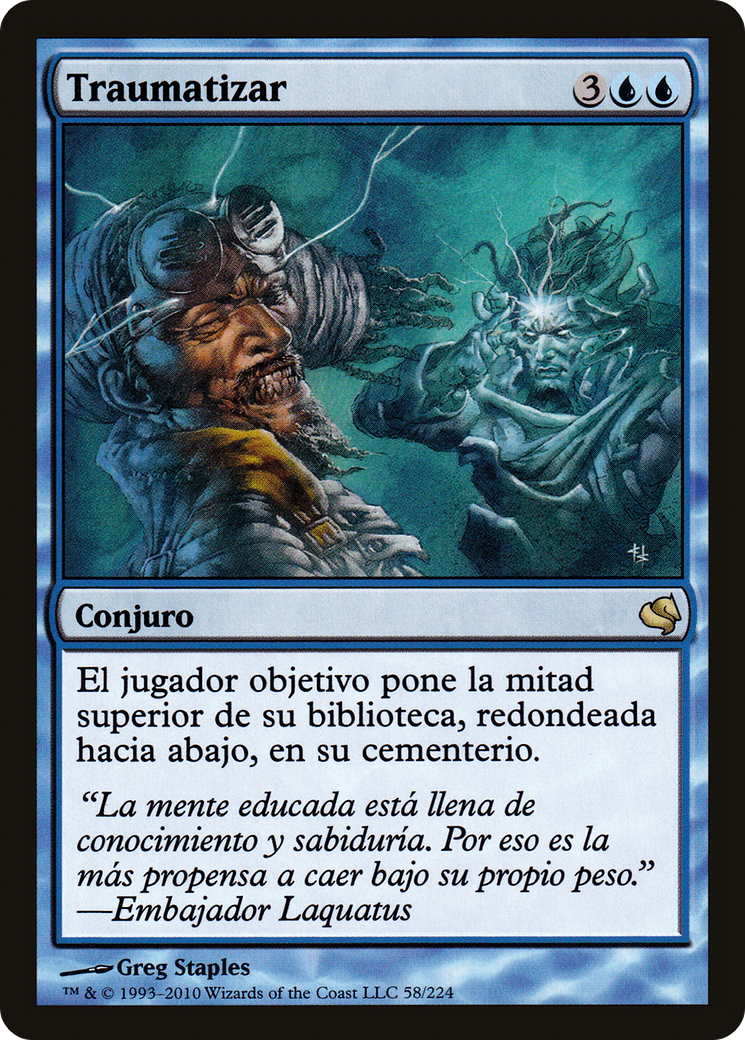 Traumatizar 3
Conjuro
El jugador objetivo pone la mitad
superior de su biblioteca, redondeada
hacia abajo, en su cementerio.
“La mente educada está llena de
conocimiento y sabiduría. Por eso es la
más propensa a caer bajo su propio peso.”
—Embajador Laquatus
Greg Staples
™ & © 1993–2010 Wizards of the Coast LLC 58/224